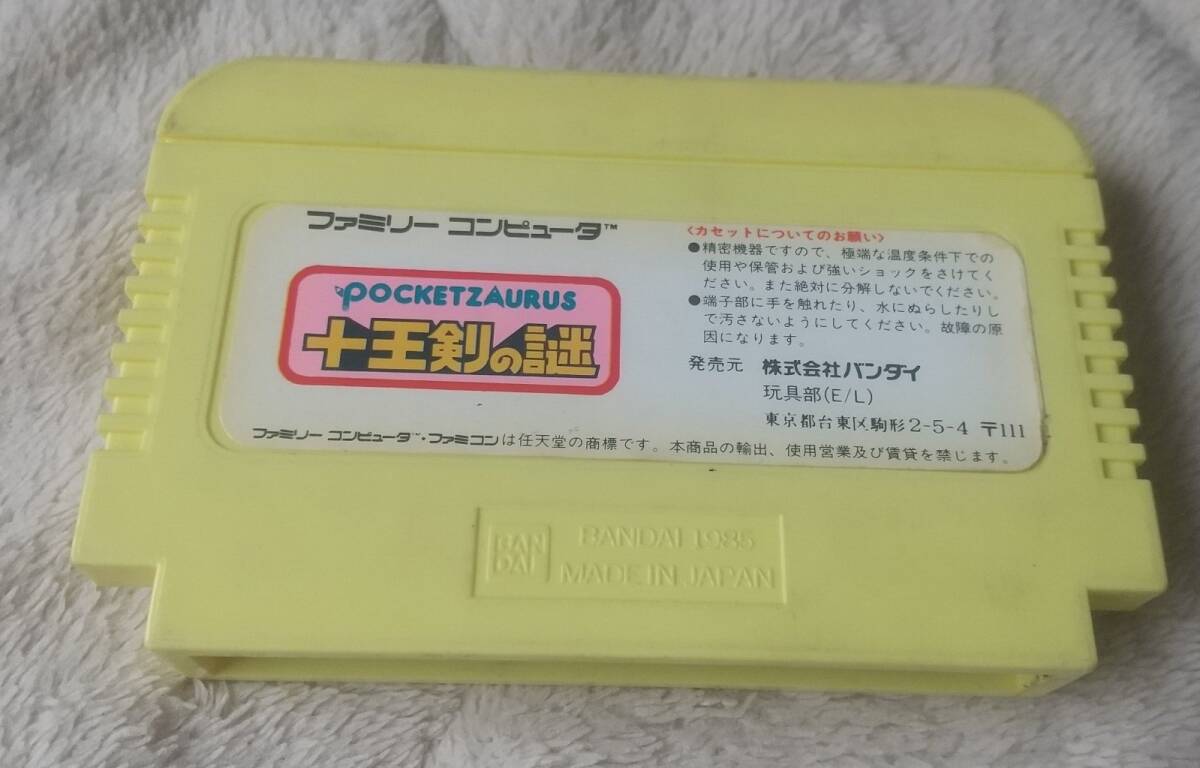 ファミリー コンピュータ™
POCKETZAURUS
十王剣の謎
〈カセットについてのお願い〉
●精密機器ですので、極端な温度条件下での
使用や保管および強いショックをさけてく
ださい。また絶対に分解しないでください。
●端子部に手を触れたり、水にぬらしたりし
で汚さないようにしてください。故障の原
因になります。
発売元 株式会社バンダイ
玩具部(E/L)
東京都台東区駒形2-5-4 〒111
ファミリー コンピュータ™・ファミコンは任天堂の商標です。本商品の輸出、使用営業及び賃貸を禁じます。
BAN
DAI
BANDAI 1985
MADE IN JAPAN